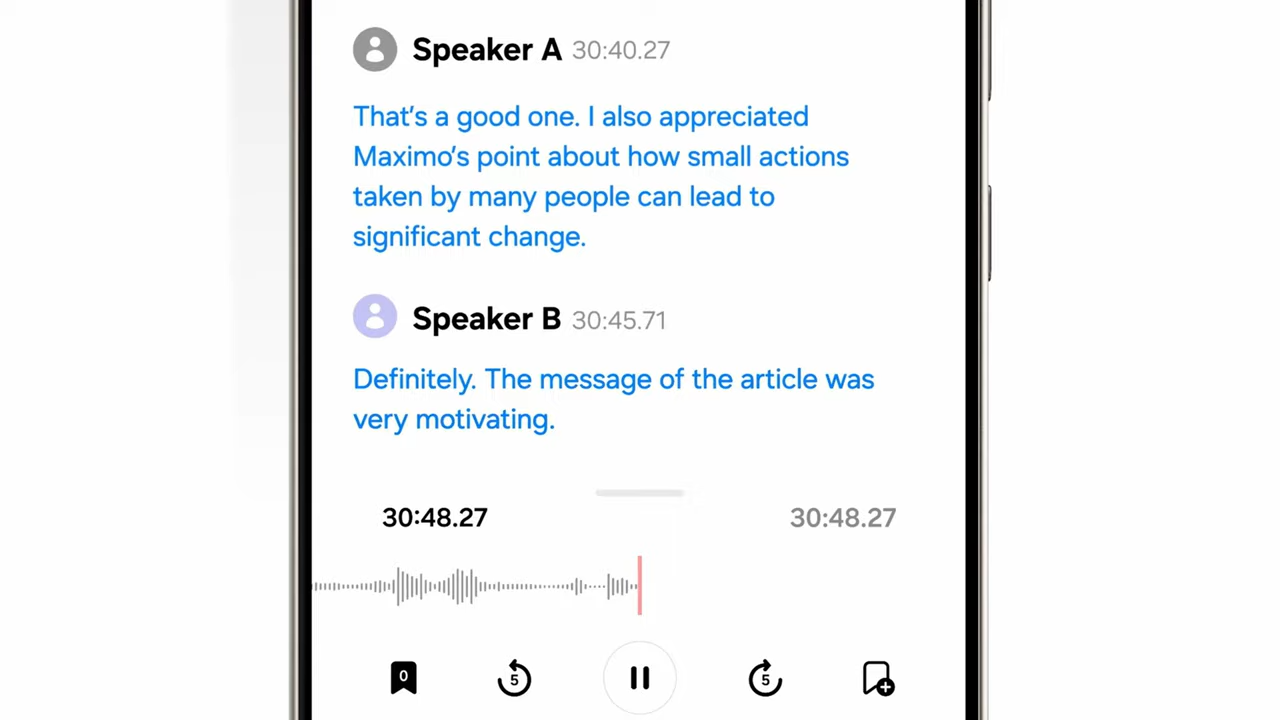 Speaker A 30:40.27
That's a good one. I also appreciated
Maximo's point about how small actions
taken by many people can lead to
significant change.
Speaker B 30:45.71
Definitely. The message of the article was
very motivating.
30:48.27 30:48.27
0 5 5